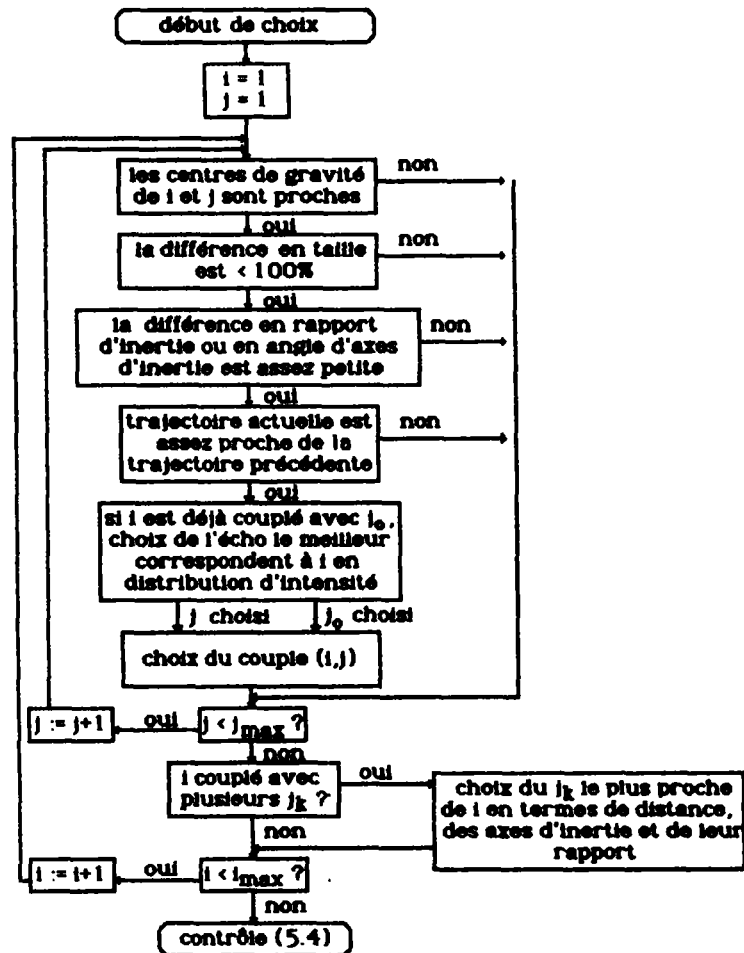 début de choix
i = 1
j = 1
les centres de gravité
de i et j sont proches
non
oui
la différence en taille
est < 100%
non
oui
la différence en rapport
d'inertie ou en angle d'axes
d'inertie est assez petite
non
oui
trajectoire actuelle est
assez proche de la
trajectoire précédente
non
oui
si i est déjà couplé avec jo,
choix de l'écho le meilleur
correspondent à i en
distribution d'intensité
j choisi
jo choisi
choix du couple (i,j)
j < jmax ?
oui
j := j+1
non
i couplé avec
plusieurs jk ?
oui
choix du jk le plus proche
de i en termes de distance,
des axes d'inertie et de leur
rapport
non
i < imax ?
oui
i := i+1
non
contrôle (5.4)